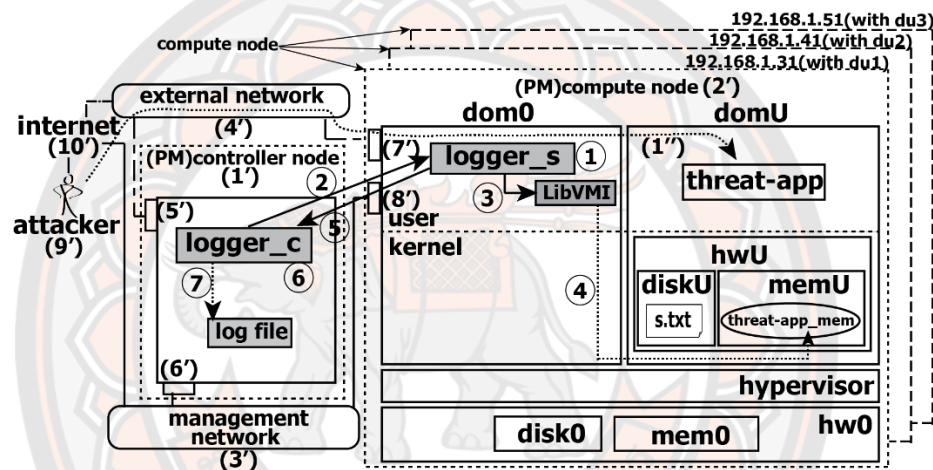 192.168.1.51(with du3)
192.168.1.41(with du2)
192.168.1.31(with du1)
compute node
(PM)compute node (2′)
external network
(4′)
internet
(10′)
attacker
(9′)
(PM)controller node
(1′)
(5′)
logger_c
2
5
6
7
log file
(6′)
management
network
(3′)
dom0
(7′)
logger_s
1
3
LibVMI
(8′)
user
kernel
4
domU
(1″)
threat-app
hwU
diskU
memU
s.txt
threat-app_mem
hypervisor
disk0
mem0
hw0